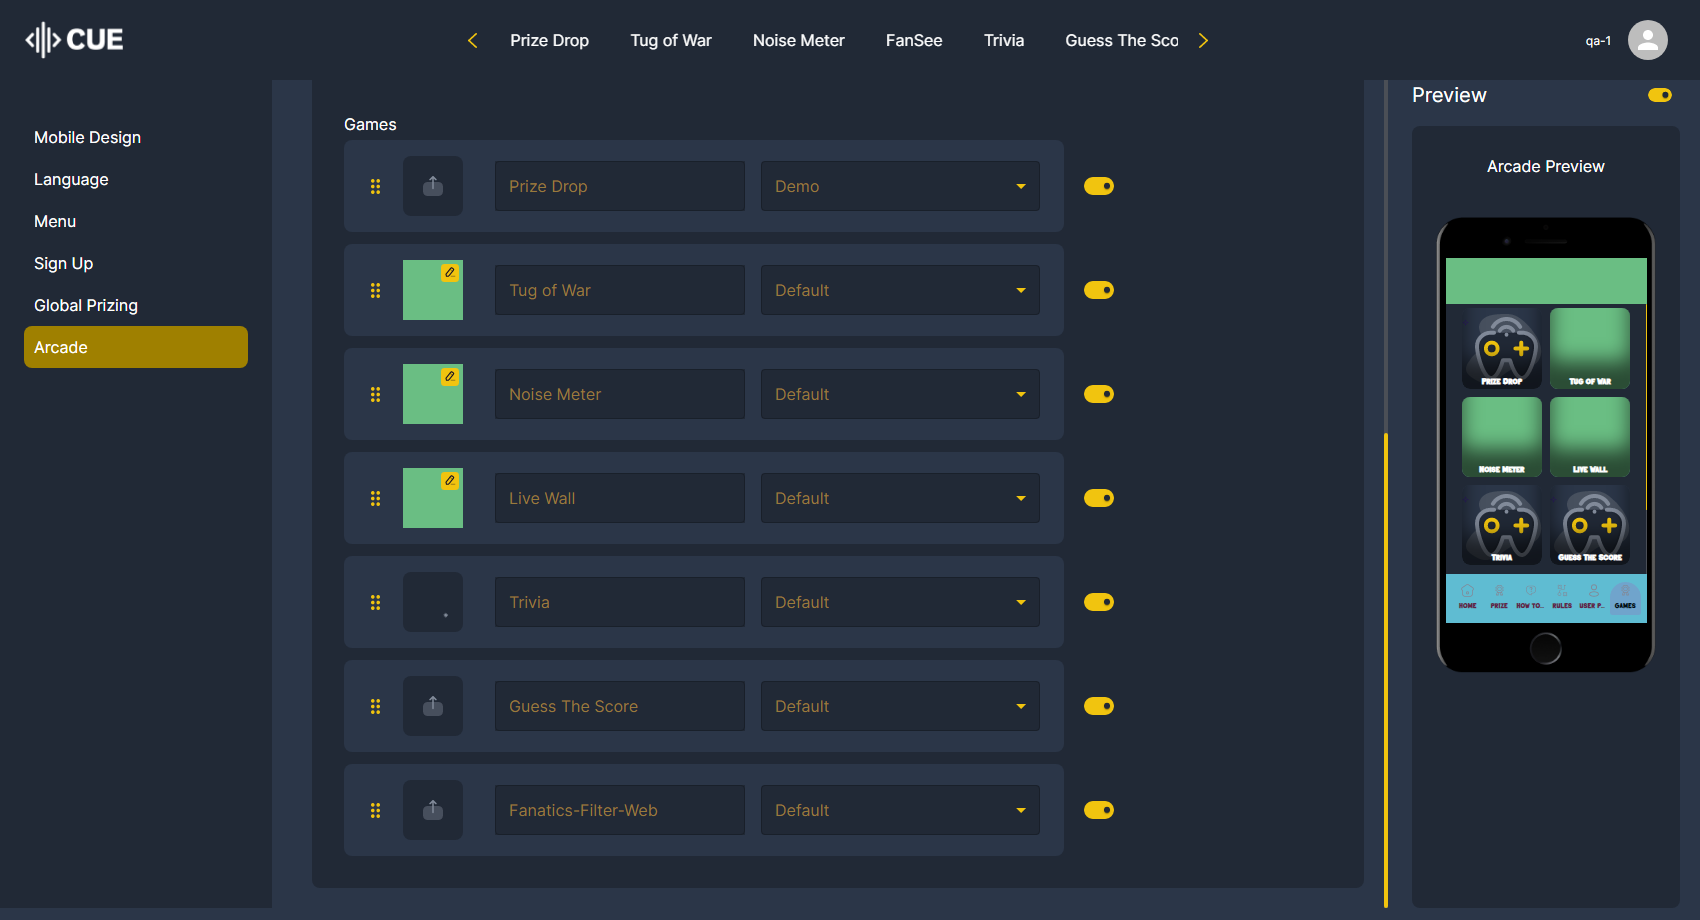 CUE
Prize Drop
Tug of War
Noise Meter
FanSee
Trivia
Guess The Sco
qa-1
Mobile Design
Language
Menu
Sign Up
Global Prizing
Arcade
Games
Prize Drop
Demo
Tug of War
Default
Noise Meter
Default
Live Wall
Default
Trivia
Default
Guess The Score
Default
Fanatics-Filter-Web
Default
Preview
Arcade Preview
Prize Drop
Tug of War
Noise Meter
Live Wall
Trivia
Guess The Score
HOME
PRIZE
HOW TO..
RULES
USER P..
GAMES